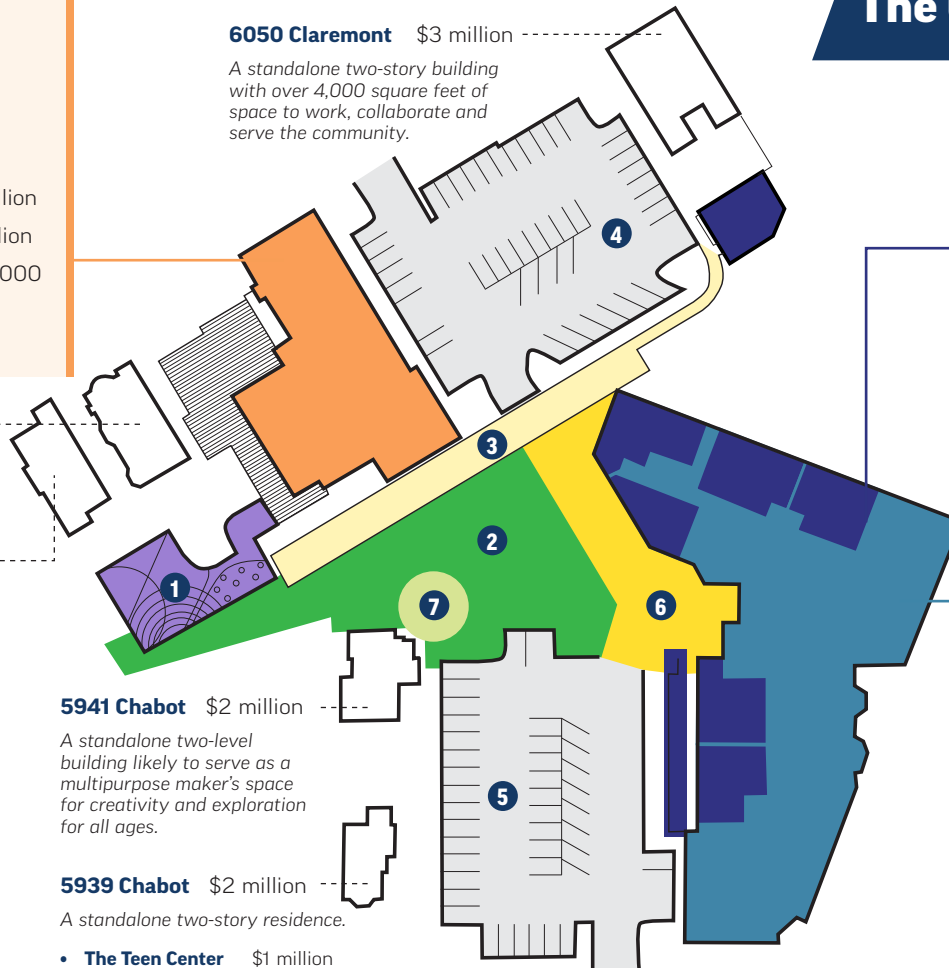 The
6050 Claremont $3 million
A standalone two-story building
with over 4,000 square feet of
space to work, collaborate and
serve the community.
lion
lion
000
4
3
2
1
7
6
5941 Chabot $2 million
A standalone two-level
building likely to serve as a
multipurpose maker's space
for creativity and exploration
for all ages.
5
5939 Chabot $2 million
A standalone two-story residence.
• The Teen Center $1 million